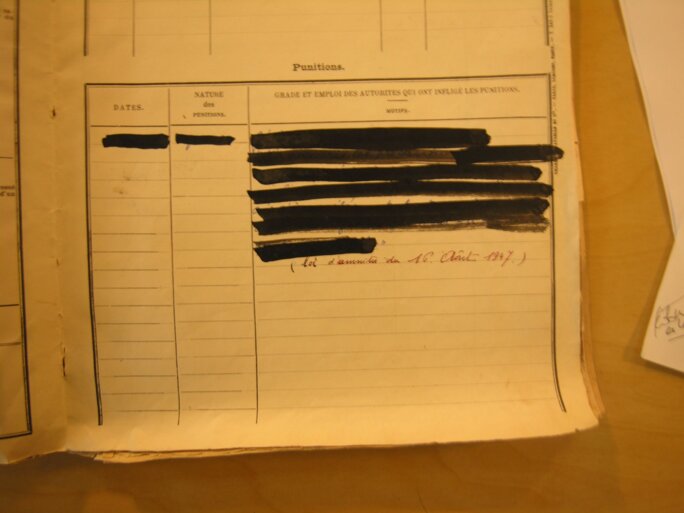 Punitions.
DATES.
NATURE
des
PUNITIONS.
GRADE ET EMPLOI DES AUTORITÉS QUI ONT INFLIGÉ LES PUNITIONS.
MOTIFS.
( loi d'amnistie du 16 Août 1947. )